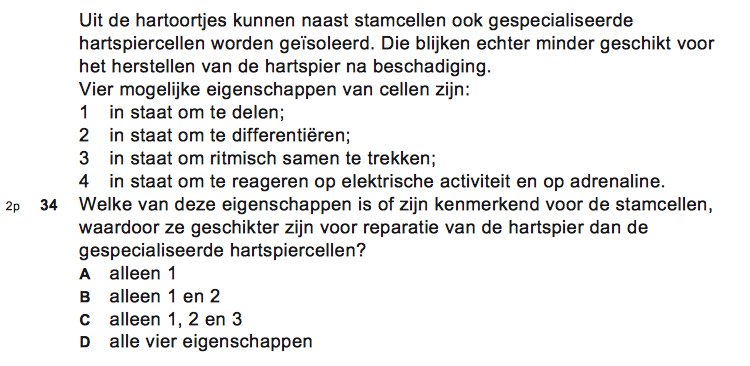 Uit de hartoortjes kunnen naast stamcellen ook gespecialiseerde
hartspiercellen worden geïsoleerd. Die blijken echter minder geschikt voor
het herstellen van de hartspier na beschadiging.
Vier mogelijke eigenschappen van cellen zijn:
1 in staat om te delen;
2 in staat om te differentiëren;
3 in staat om ritmisch samen te trekken;
4 in staat om te reageren op elektrische activiteit en op adrenaline.
2p 34 Welke van deze eigenschappen is of zijn kenmerkend voor de stamcellen,
waardoor ze geschikter zijn voor reparatie van de hartspier dan de
gespecialiseerde hartspiercellen?
A alleen 1
B alleen 1 en 2
C alleen 1, 2 en 3
D alle vier eigenschappen